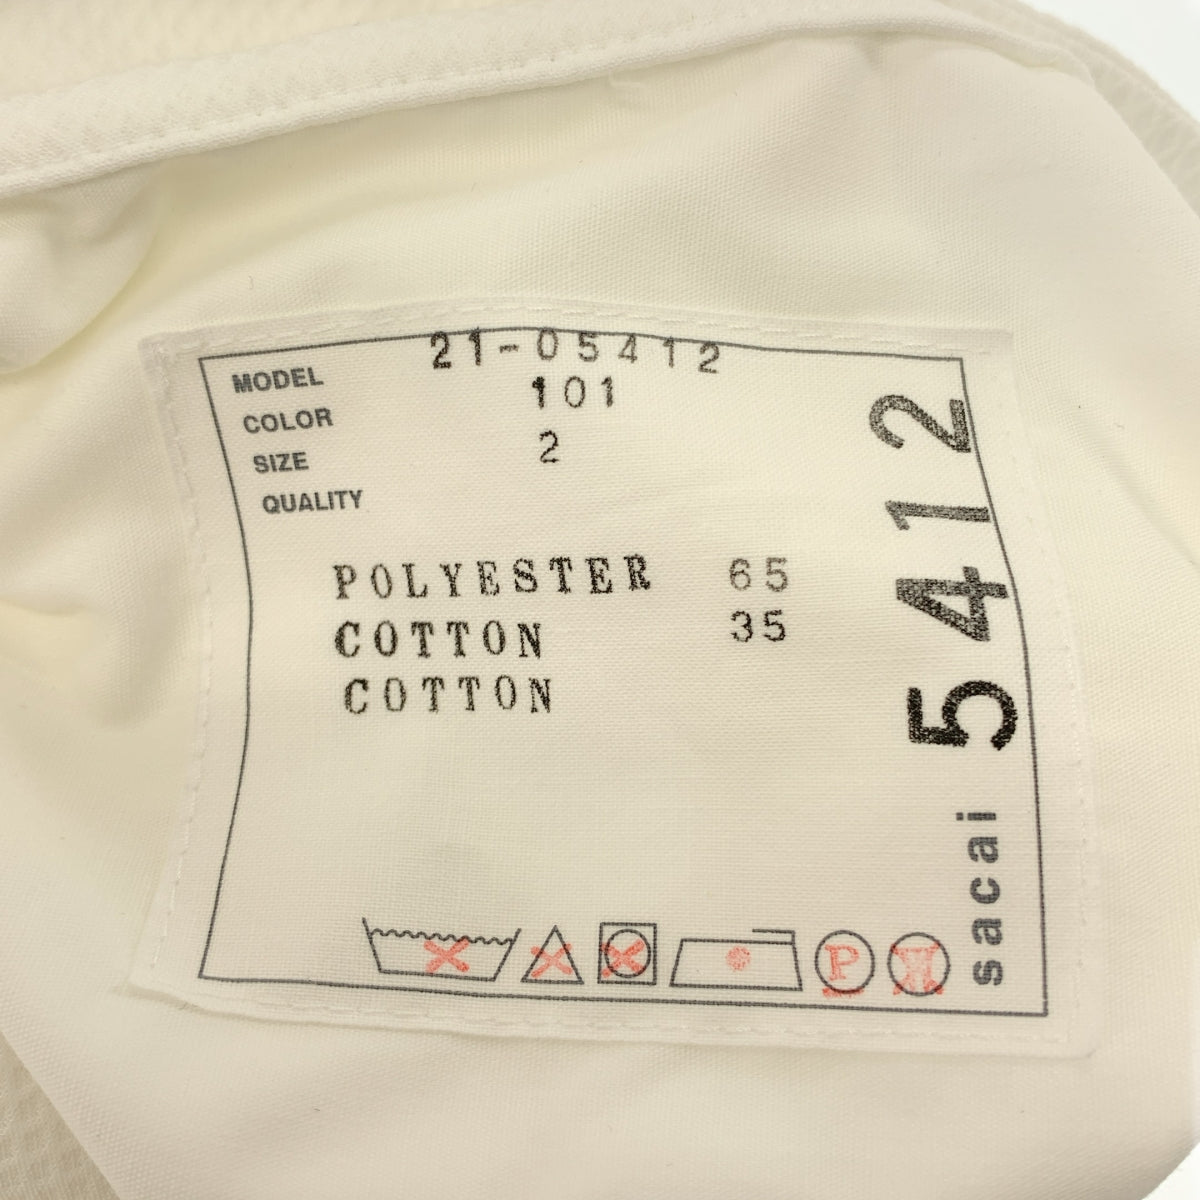 MODEL 21-05412
COLOR 101
SIZE 2
QUALITY
POLYESTER 65
COTTON 35
COTTON
P
W
sacai 5412